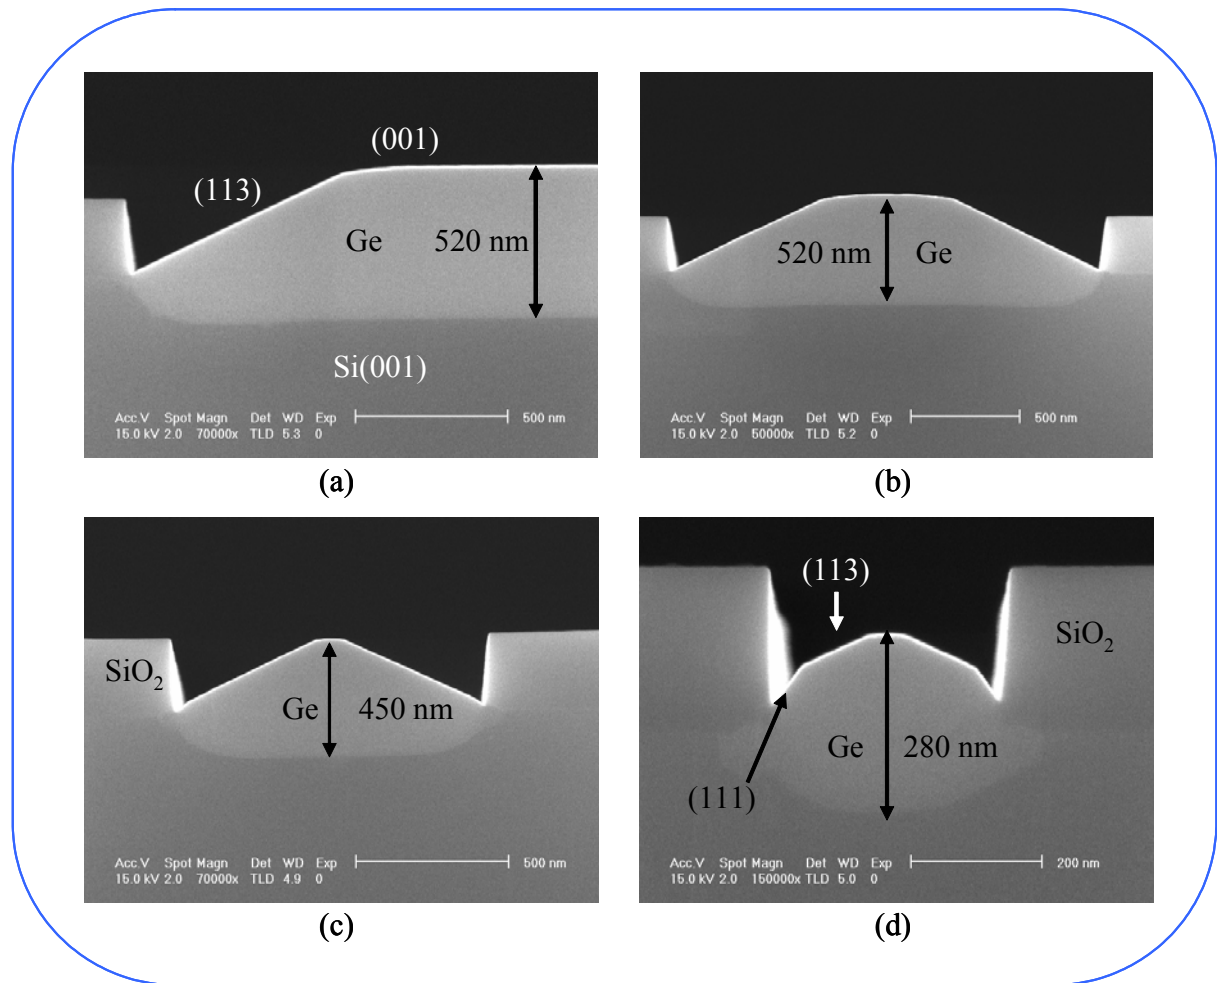 (001)
(113)
Ge
520 nm
Si(001)
Acc.V Spot Magn Det WD Exp
15.0 kV 2.0 70000x TLD 5.3 0
500 nm
(a)
520 nm
Ge
Acc.V Spot Magn Det WD Exp
15.0 kV 2.0 50000x TLD 5.2 0
500 nm
(b)
SiO₂
Ge
450 nm
Acc.V Spot Magn Det WD Exp
15.0 kV 2.0 70000x TLD 4.9 0
500 nm
(c)
(113)
SiO₂
Ge
280 nm
(111)
Acc.V Spot Magn Det WD Exp
15.0 kV 2.0 150000x TLD 5.0 0
200 nm
(d)